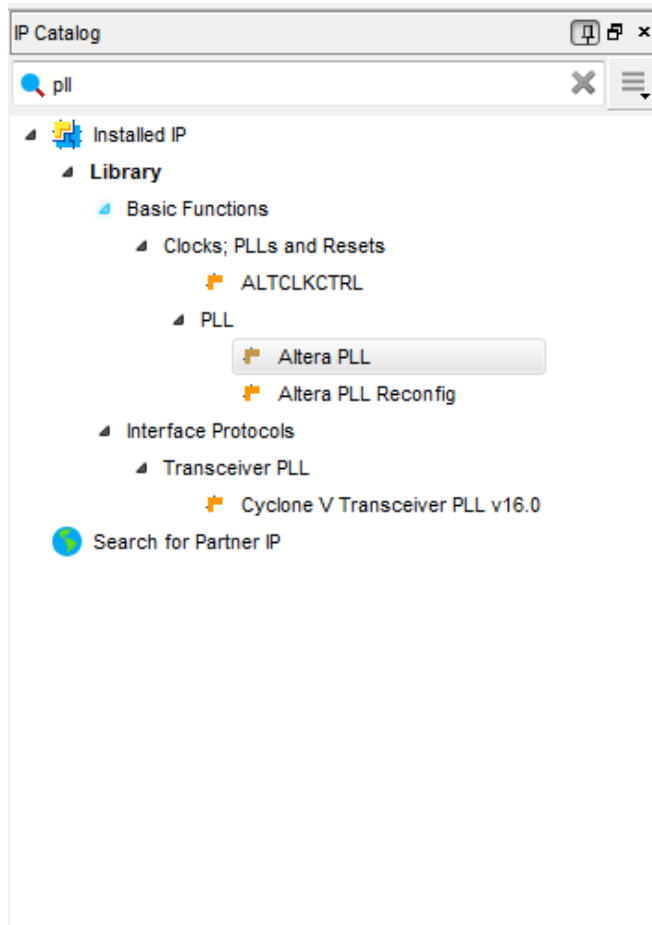 IP Catalog
pll
Installed IP
Library
Basic Functions
Clocks; PLLs and Resets
ALTCLKCTRL
PLL
Altera PLL
Altera PLL Reconfig
Interface Protocols
Transceiver PLL
Cyclone V Transceiver PLL v16.0
Search for Partner IP